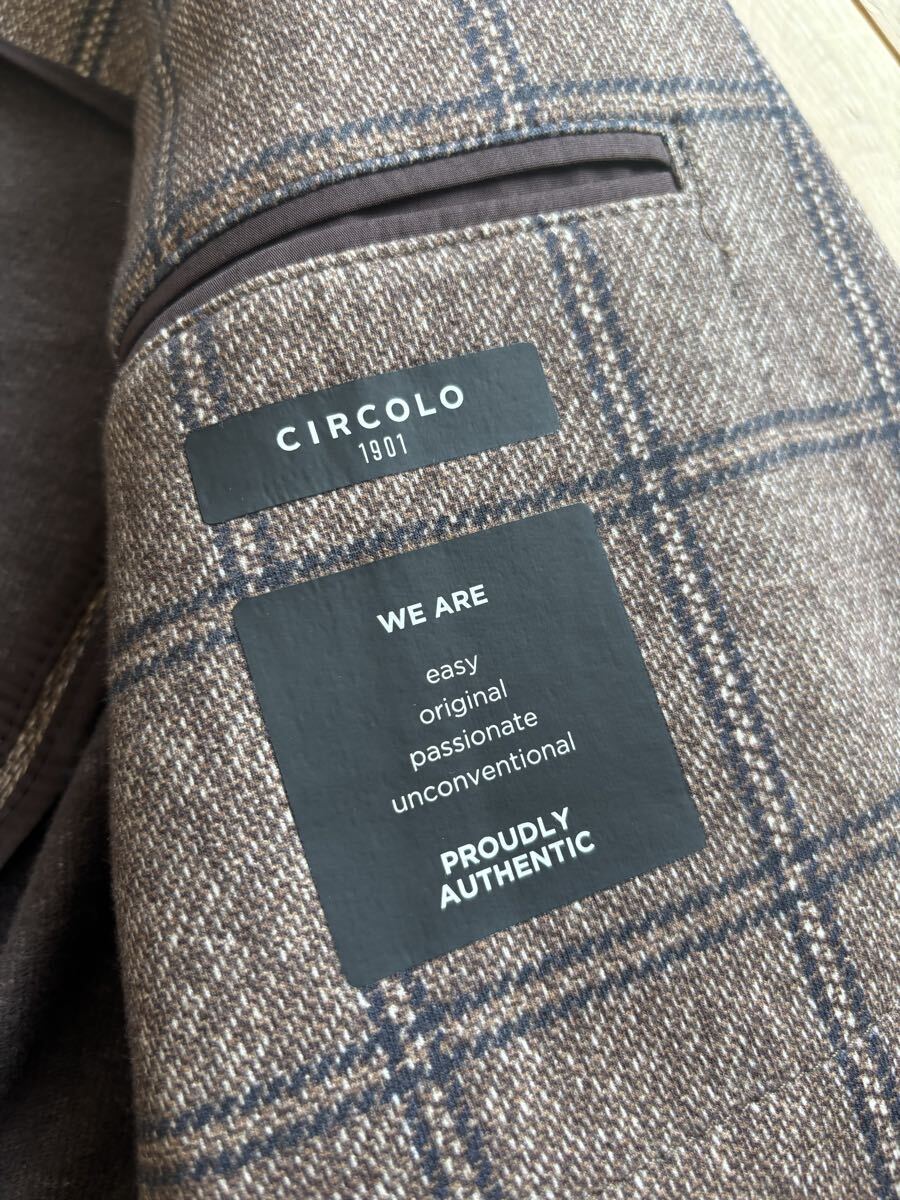 CIRCOLO
1901
WE ARE
easy
original
passionate
unconventional
PROUDLY
AUTHENTIC